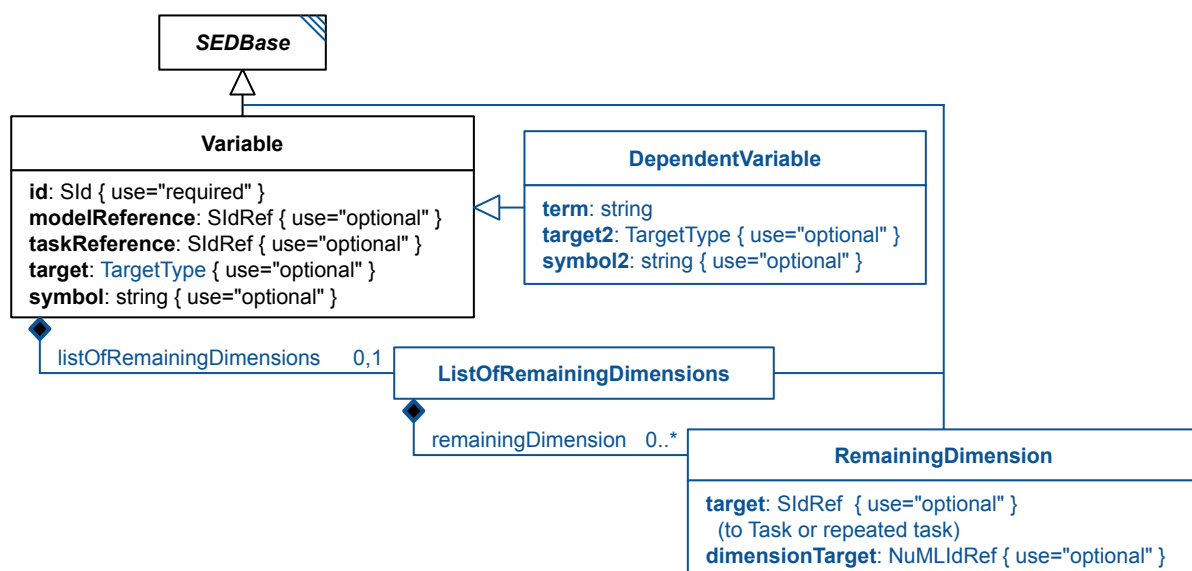 SEDBase
Variable
id: SId { use="required" }
modelReference: SIdRef { use="optional" }
taskReference: SIdRef { use="optional" }
target: TargetType { use="optional" }
symbol: string { use="optional" }
DependentVariable
term: string
target2: TargetType { use="optional" }
symbol2: string { use="optional" }
listOfRemainingDimensions 0,1
ListOfRemainingDimensions
remainingDimension 0..*
RemainingDimension
target: SIdRef { use="optional" }
(to Task or repeated task)
dimensionTarget: NuMLIdRef { use="optional" }